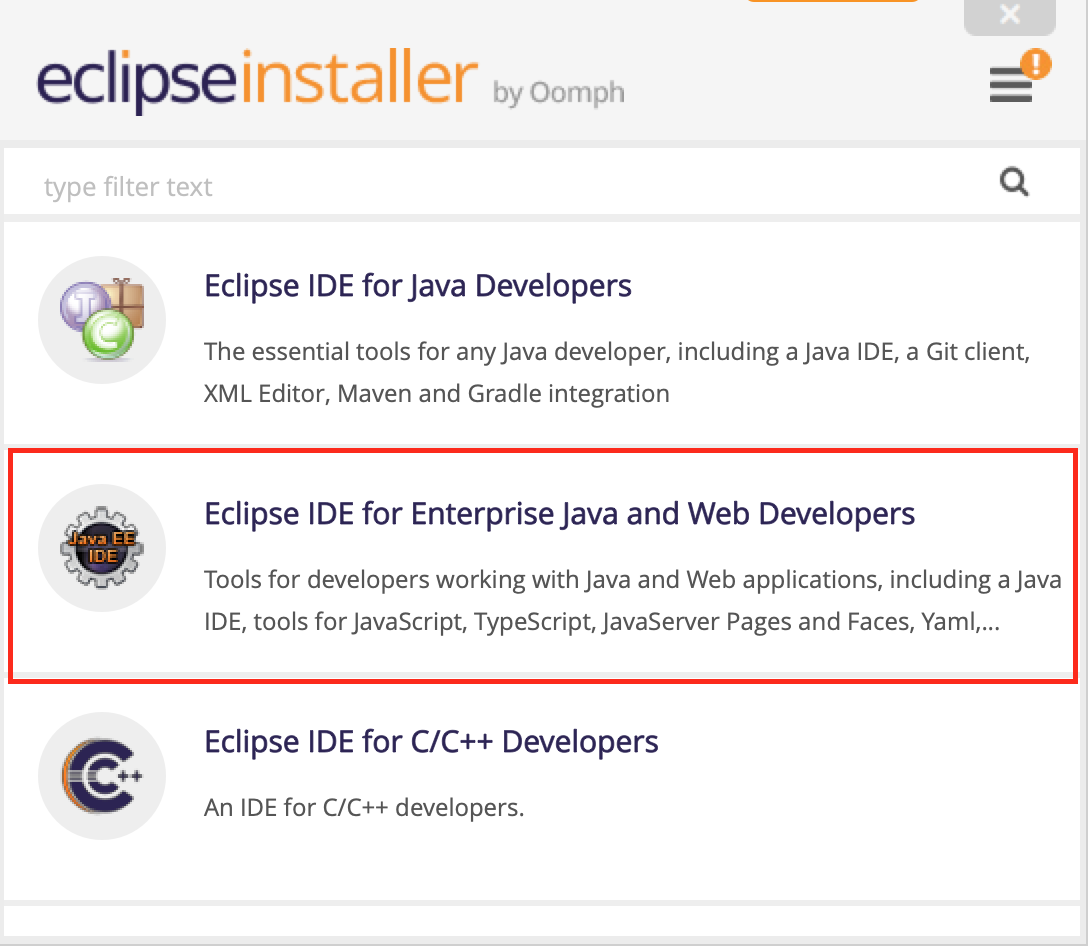 eclipseinstaller by Oomph
type filter text
Eclipse IDE for Java Developers
The essential tools for any Java developer, including a Java IDE, a Git client,
XML Editor, Maven and Gradle integration
Java EE
IDE
Eclipse IDE for Enterprise Java and Web Developers
Tools for developers working with Java and Web applications, including a Java
IDE, tools for JavaScript, TypeScript, JavaServer Pages and Faces, Yaml,...
C++
Eclipse IDE for C/C++ Developers
An IDE for C/C++ developers.